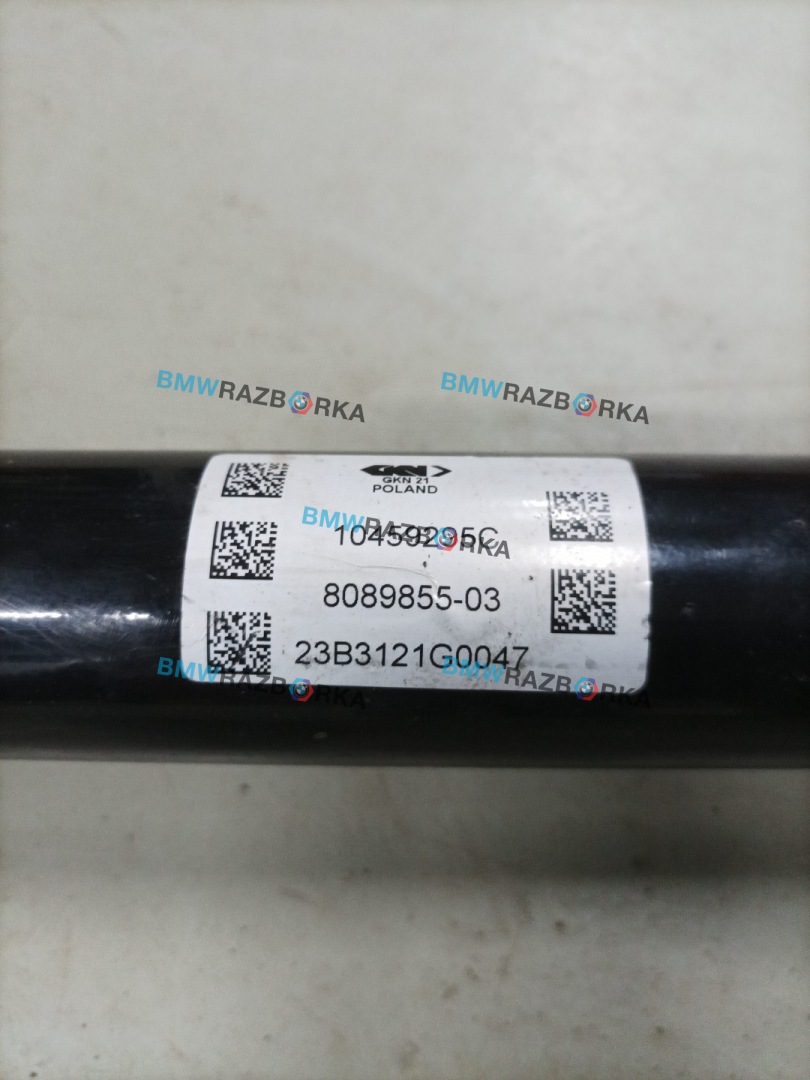 BMWRAZBORKA
BMWRAZBORKA
GKN
GKN 21
POLAND
BMWRAZBORKA
10459295C
8089855-03
23B3121G0047
BMWRAZBORKA
BMWRAZBORKA